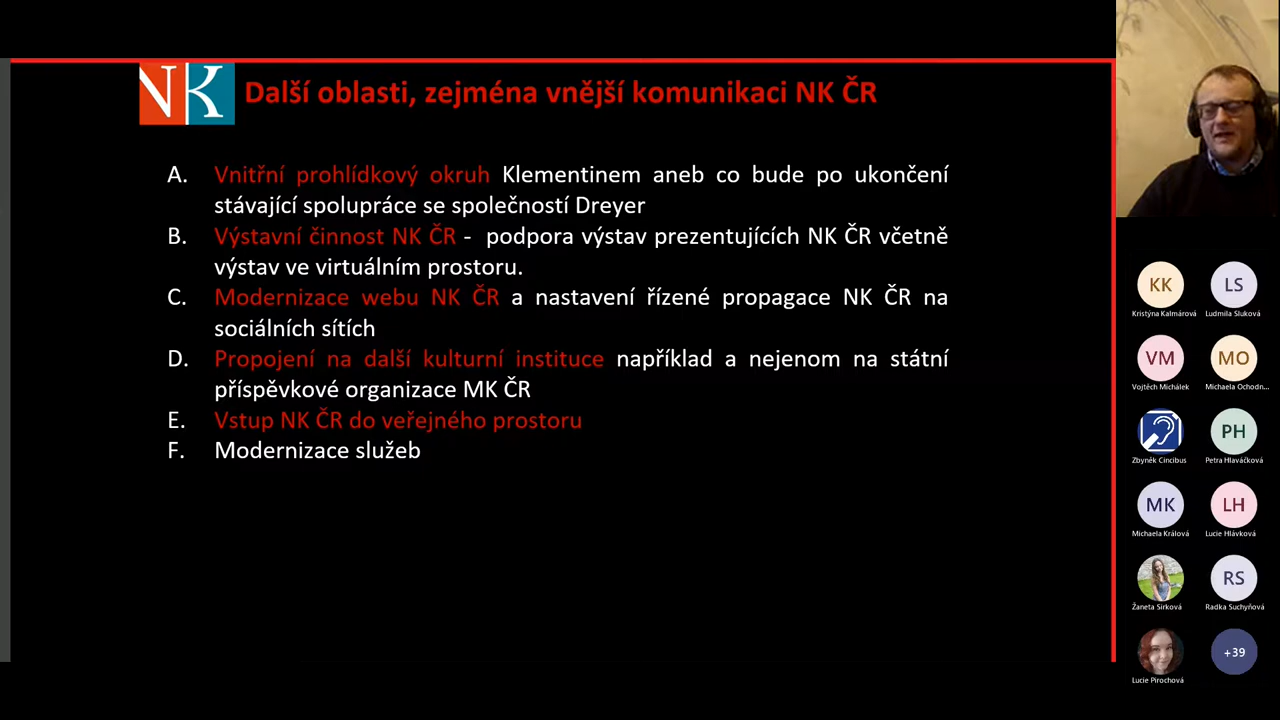 NK Další oblasti, zejména vnější komunikaci NK ČR
A. Vnitřní prohlídkový okruh Klementinem aneb co bude po ukončení
stávající spolupráce se společností Dreyer
B. Výstavní činnost NK ČR -  podpora výstav prezentujících NK ČR včetně
výstav ve virtuálním prostoru.
C. Modernizace webu NK ČR a nastavení řízené propagace NK ČR na
sociálních sítích
D. Propojení na další kulturní instituce například a nejenom na státní
příspěvkové organizace MK ČR
E. Vstup NK ČR do veřejného prostoru
F. Modernizace služeb
KK LS
Kristýna Kalmárová Ludmila Sluková
VM MO
Vojtěch Michálek Michaela Ochodn...
PH
Zbyněk Cincibus Petra Hlaváčková
MK LH
Michaela Králová Lucie Hlávková
RS
Žaneta Sirková Radka Suchyňová
+39
Lucie Pirochová